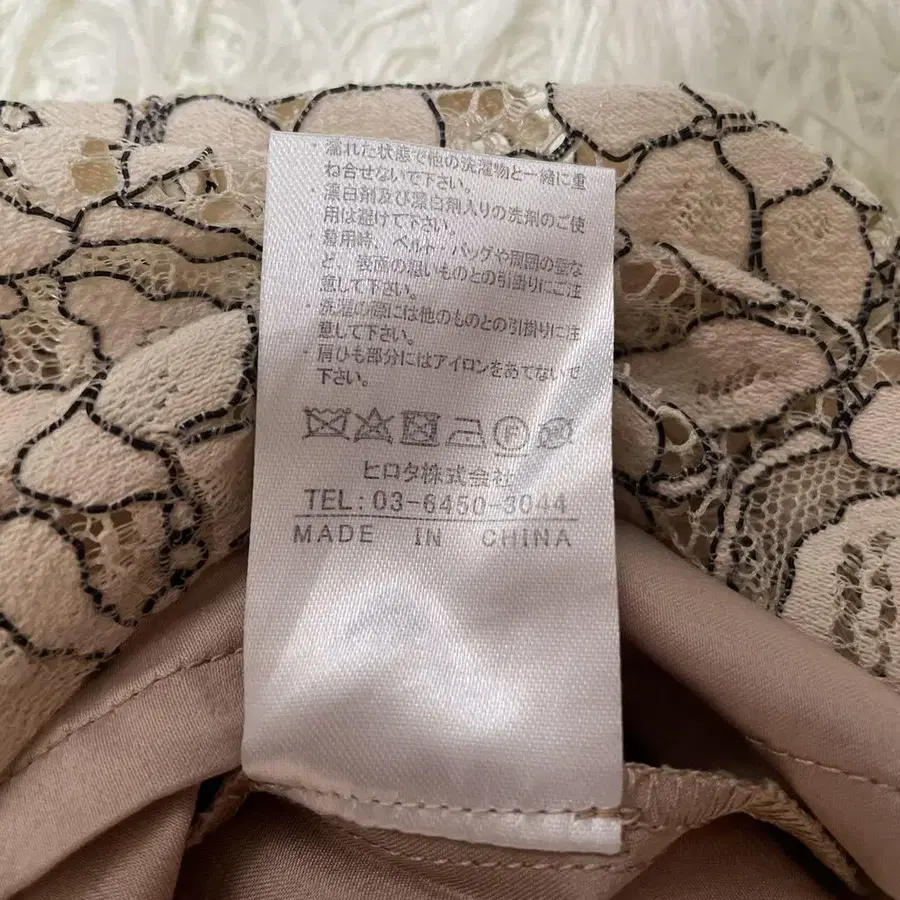 ・濡れた状態で他の洗濯物と一緒に重
ね合せないで下さい。
・漂白剤及び漂白剤入りの洗剤のご使
用は避けて下さい。
・着用時、ベルト・バッグや周囲の壁な
ど、表面の粗いものとの引掛りにご注
意して下さい。
・洗濯の際には他のものとの引掛りに注
意して下さい。
・肩ひも部分にはアイロンをあてないで
下さい。
F
ヒロタ株式会社
TEL:03-6450-3044
MADE IN CHINA